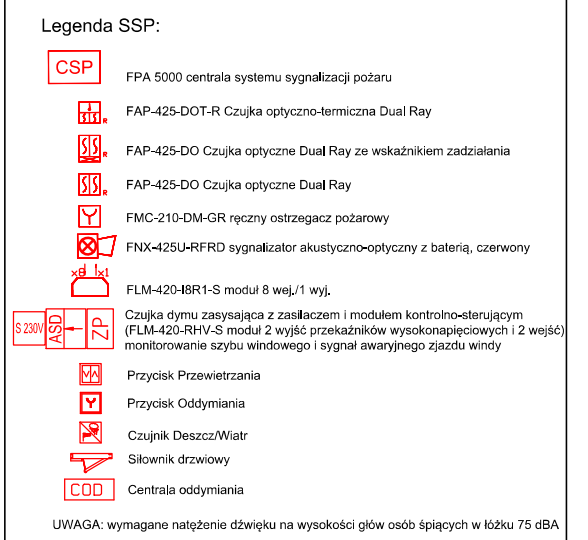 Legenda SSP:
CSP
FPA 5000 centrala systemu sygnalizacji pożaru
R
FAP-425-DOT-R Czujka optyczno-termiczna Dual Ray
R
FAP-425-DO Czujka optyczne Dual Ray ze wskaźnikiem zadziałania
R
FAP-425-DO Czujka optyczne Dual Ray
FMC-210-DM-GR ręczny ostrzegacz pożarowy
FNX-425U-RFRD sygnalizator akustyczno-optyczny z baterią, czerwony
x8 x1
FLM-420-I8R1-S moduł 8 wej./1 wyj.
S 230V ASD ZP
Czujka dymu zasysająca z zasilaczem i modułem kontrolno-sterującym
(FLM-420-RHV-S moduł 2 wyjść przekaźników wysokonapięciowych i 2 wejść)
monitorowanie szybu windowego i sygnał awaryjnego zjazdu windy
Przycisk Przewietrzania
Przycisk Oddymiania
Czujnik Deszcz/Wiatr
Siłownik drzwiowy
COD
Centrala oddymiania
UWAGA: wymagane natężenie dźwięku na wysokości głów osób śpiących w łóżku 75 dBA